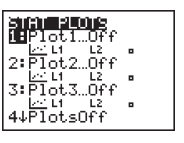 STAT PLOTS
1:Plot1…Off
L1 L2
2:Plot2…Off
L1 L2
3:Plot3…Off
L1 L2
4↓PlotsOff